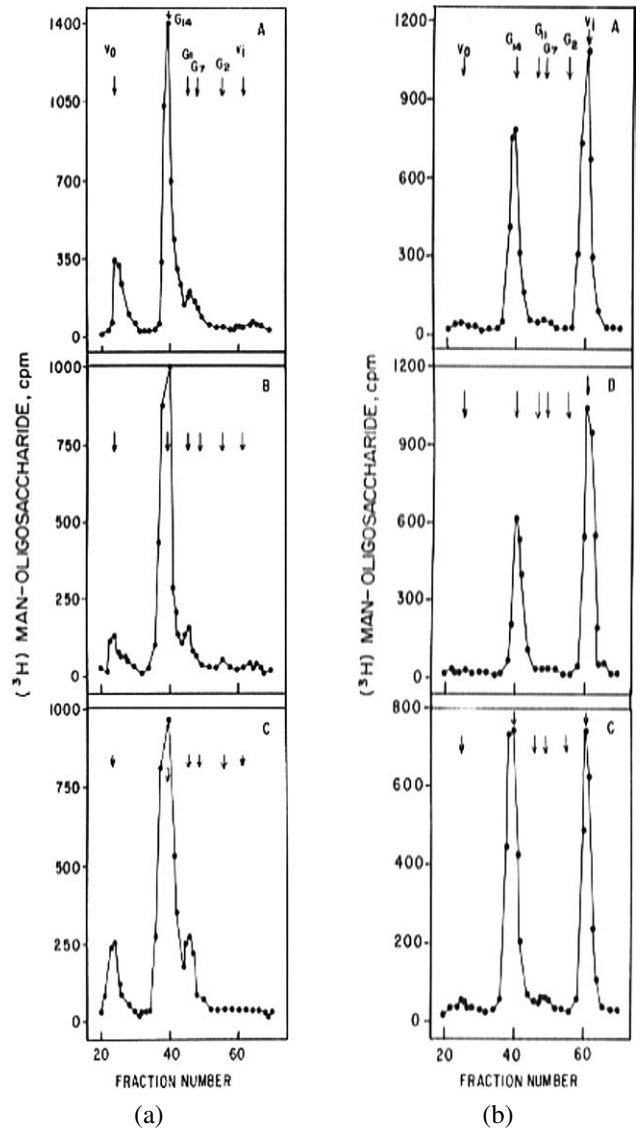 1400
1050
700
350
0
V0
G14
G7
G2
Vi
A
1000
750
500
250
0
B
1000
750
500
250
0
C
20 40 60
FRACTION NUMBER
(³H) MAN-OLIGOSACCHARIDE, cpm
(a)
1200
900
600
300
0
V0
G14
G11
G7
G2
Vi
A
1200
900
600
300
0
D
800
600
400
200
0
C
20 40 60
FRACTION NUMBER
(³H) MAN-OLIGOSACCHARIDE, cpm
(b)